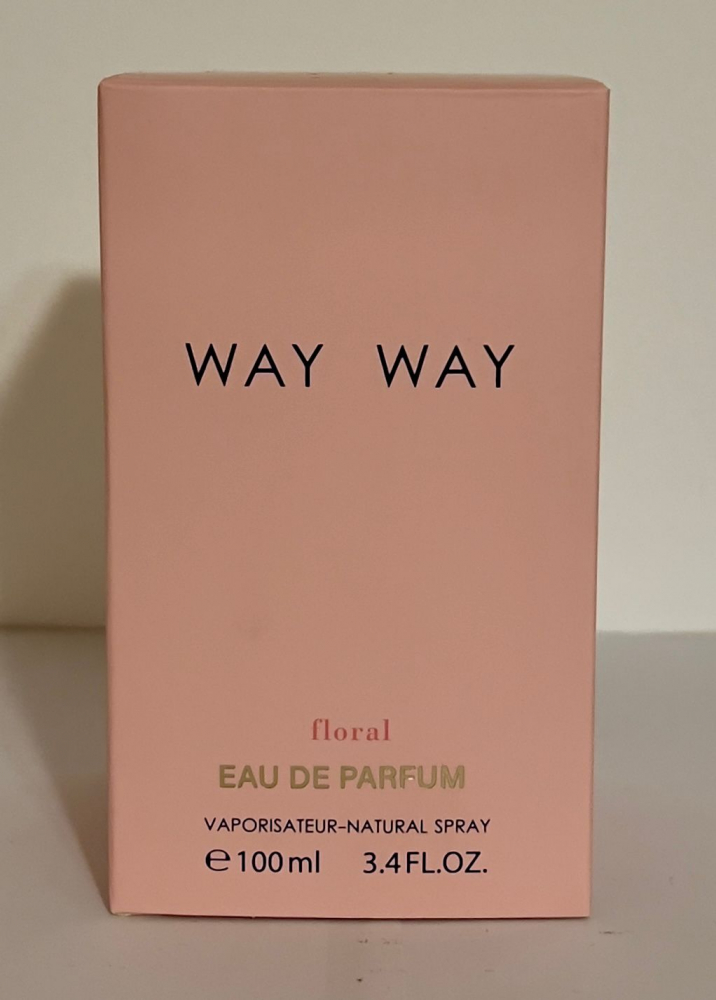 WAY WAY
floral
EAU DE PARFUM
VAPORISATEUR-NATURAL SPRAY
℮100ml 3.4FL.OZ.